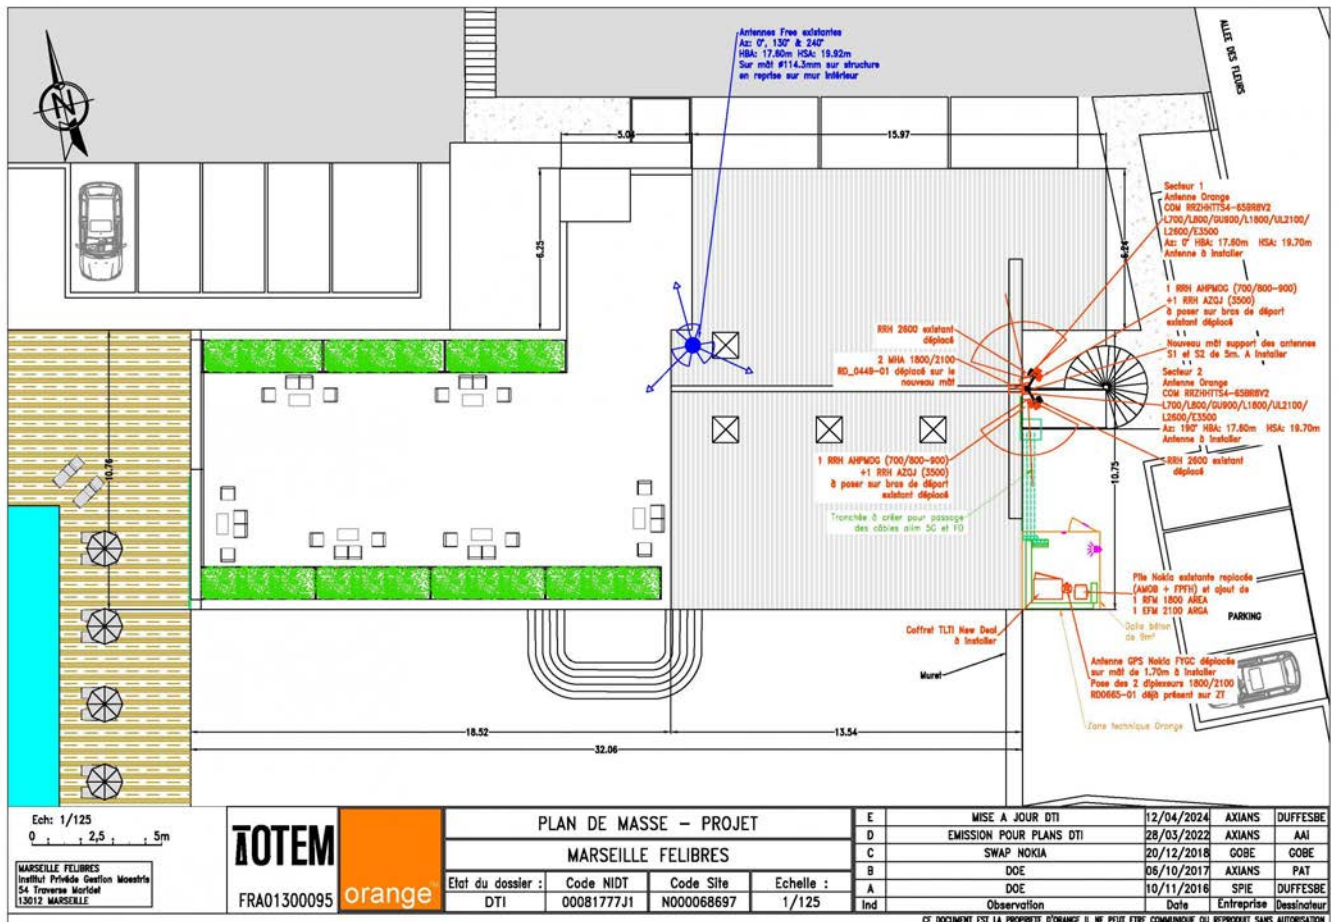 Antennes Free existantes
Az: 0°, 130° & 240°
HBA: 17.60m HSA: 19.92m
Sur mât ø114.3mm sur structure
en reprise sur mur intérieur
ALLEE DES FLEURS
N
5.04
15.97
6.25
6.24
Secteur 1
Antenne Orange
COM RRZHHTTS4-65BR6V2
L700/L800/GU900/L1800/UL2100/
L2600/E3500
Az: 0° HBA: 17.60m HSA: 19.70m
Antenne à installer
1 RRH AHPMDG (700/800-900)
+1 RRH AZQJ (3500)
à poser sur bras de déport
existant déplacé
RRH 2600 existant
déplacé
Nouveau mât support des antennes
S1 et S2 de 5m. A installer
2 MHA 1800/2100
RD_0449-01 déplacé sur le
nouveau mât
Secteur 2
Antenne Orange
COM RRZHHTTS4-65BR6V2
L700/L800/GU900/L1800/UL2100/
L2600/E3500
Az: 190° HBA: 17.60m HSA: 19.70m
Antenne à installer
10.76
1 RRH AHPMDG (700/800-900)
+1 RRH AZQJ (3500)
à poser sur bras de déport
existant déplacé
RRH 2600 existant
déplacé
10.75
Tranchée à créer pour passage
des câbles alim 5G et FO
Pile Nokia existante replacée
(AMOB + FPFH) et ajout de
1 RFM 1800 AREA
1 EFM 2100 ARGA
PARKING
Dalle béton
de 9m²
Coffret TLTI New Deal
à installer
Antenne GPS Nokia FYGC déplacée
sur mât de 1.70m à installer
Pose des 2 diplexeurs 1800/2100
RD0665-01 déjà présent sur ZT
Muret
Zone technique Orange
18.52
13.54
32.06
Ech: 1/125
0 2,5 5m
MARSEILLE FELIBRES
Institut Privée Gestion Maestris
54 Traverse Maridet
13012 MARSEILLE
TOTEM
FRA01300095
orange
PLAN DE MASSE – PROJET
MARSEILLE FELIBRES
Etat du dossier : Code NIDT Code Site Echelle :
DTI 00081777J1 N000068697 1/125
E MISE A JOUR DTI 12/04/2024 AXIANS DUFFESBE
D EMISSION POUR PLANS DTI 28/03/2022 AXIANS AAI
C SWAP NOKIA 20/12/2018 GOBE GOBE
B DOE 06/10/2017 AXIANS PAT
A DOE 10/11/2016 SPIE DUFFESBE
Ind Observation Date Entreprise Dessinateur
CE DOCUMENT EST LA PROPRIETE D'ORANGE IL NE PEUT ETRE COMMUNIQUE OU REPRODUIT SANS AUTORISATION